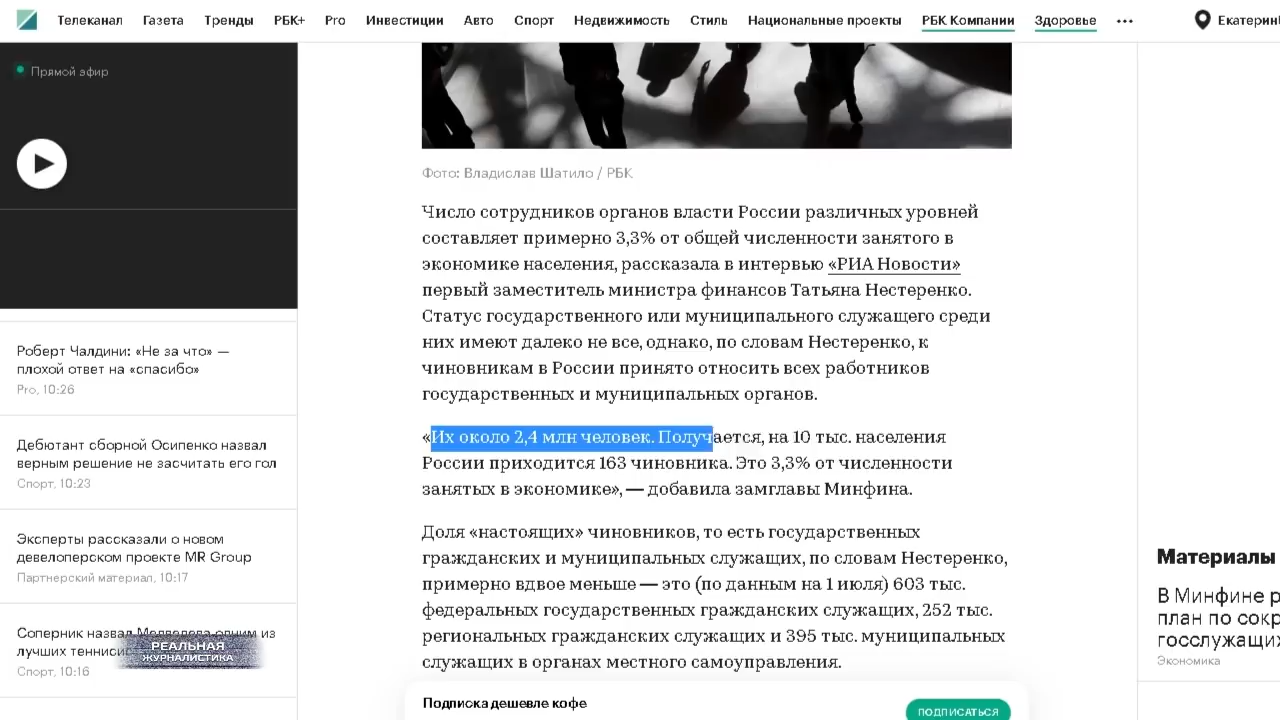 Телеканал Газета Тренды РБК+ Pro Инвестиции Авто Спорт Недвижимость Стиль Национальные проекты РБК Компании Здоровье
Прямой эфир
Роберт Чалдини: «Не за что» —
плохой ответ на «спасибо»
Pro, 10:26
Дебютант сборной Осипенко назвал
верным решение не засчитать его гол
Спорт, 10:23
Эксперты рассказали о новом
девелоперском проекте MR Group
Партнерский материал, 10:17
Соперник назвал Медведева одним из
лучших
Спорт, 10:16
РЕАЛЬНАЯ
ЖУРНАЛИСТИКА
Фото: Владислав Шатило / РБК
Число сотрудников органов власти России различных уровней
составляет примерно 3,3% от общей численности занятого в
экономике населения, рассказала в интервью «РИА Новости»
первый заместитель министра финансов Татьяна Нестеренко.
Статус государственного или муниципального служащего среди
них имеют далеко не все, однако, по словам Нестеренко, к
чиновникам в России принято относить всех работников
государственных и муниципальных органов.
«Их около 2,4 млн человек. Получается, на 10 тыс. населения
России приходится 163 чиновника. Это 3,3% от численности
занятых в экономике», — добавила замглавы Минфина.
Доля «настоящих» чиновников, то есть государственных
гражданских и муниципальных служащих, по словам Нестеренко,
примерно вдвое меньше — это (по данным на 1 июля) 603 тыс.
федеральных государственных гражданских служащих, 252 тыс.
региональных гражданских служащих и 395 тыс. муниципальных
служащих в органах местного самоуправления.
Подписка дешевле кофе
ПОДПИСАТЬСЯ
Материалы
В Минфине
план по
Экономика